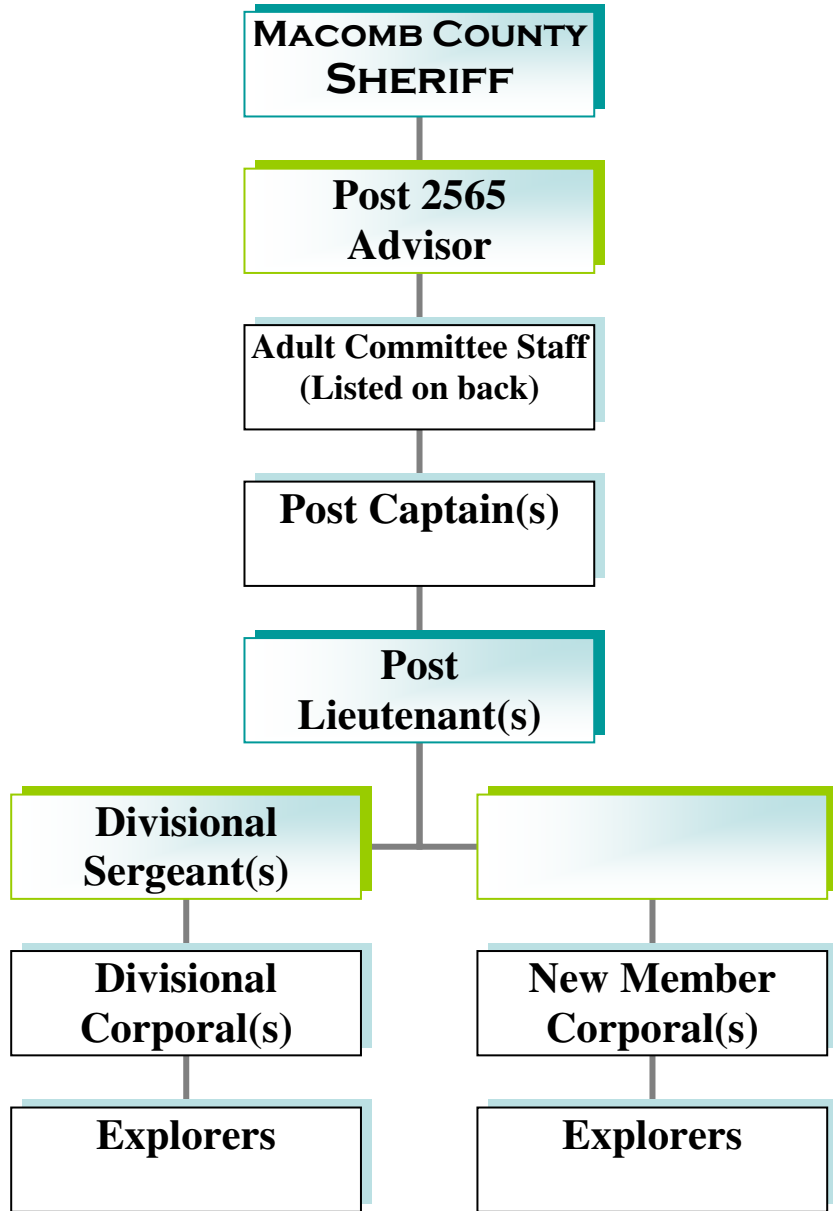 MACOMB COUNTY
SHERIFF
Post 2565
Advisor
Adult Committee Staff
(Listed on back)
Post Captain(s)
Post
Lieutenant(s)
Divisional
Sergeant(s)
Divisional
Corporal(s)
New Member
Corporal(s)
Explorers
Explorers